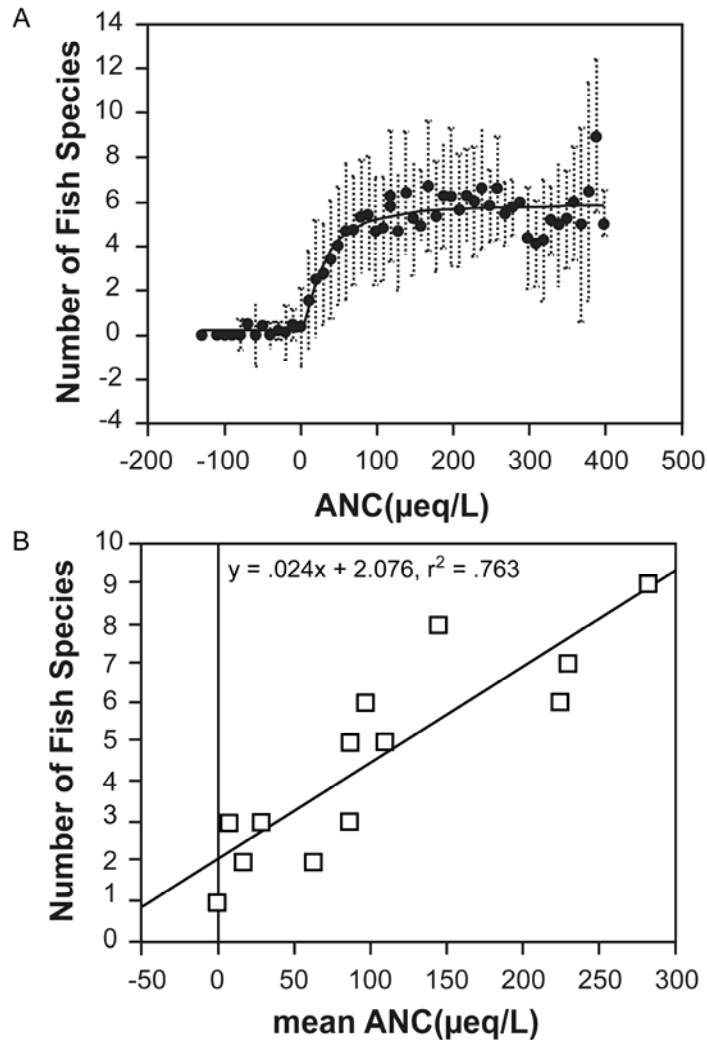 A
14
12
10
8
6
4
2
0
-2
-4
Number of Fish Species
-200 -100 0 100 200 300 400 500
ANC(µeq/L)
B
y = .024x + 2.076, r² = .763
10
9
8
7
6
5
4
3
2
1
0
Number of Fish Species
-50 0 50 100 150 200 250 300
mean ANC(µeq/L)